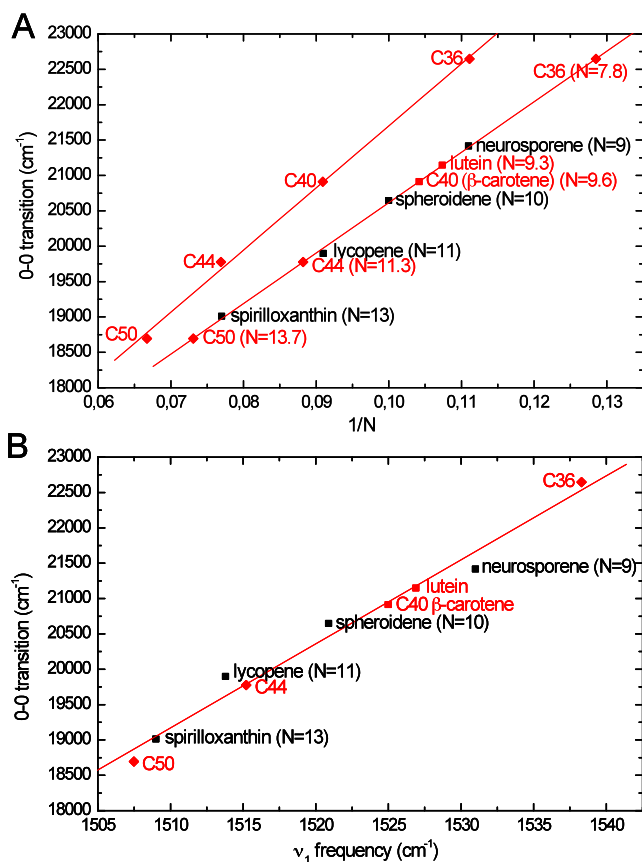 A
23000
22500
22000
21500
21000
20500
20000
19500
19000
18500
18000
0-0 transition (cm-1)
C36
C36 (N=7.8)
neurosporene (N=9)
lutein (N=9.3)
C40
C40 (β-carotene) (N=9.6)
spheroidene (N=10)
lycopene (N=11)
C44
C44 (N=11.3)
spirilloxanthin (N=13)
C50
C50 (N=13.7)
0,06 0,07 0,08 0,09 0,10 0,11 0,12 0,13
1/N
B
23000
22500
22000
21500
21000
20500
20000
19500
19000
18500
18000
0-0 transition (cm-1)
C36
neurosporene (N=9)
lutein
C40 β-carotene
spheroidene (N=10)
lycopene (N=11)
C44
spirilloxanthin (N=13)
C50
1505 1510 1515 1520 1525 1530 1535 1540
ν1 frequency (cm-1)